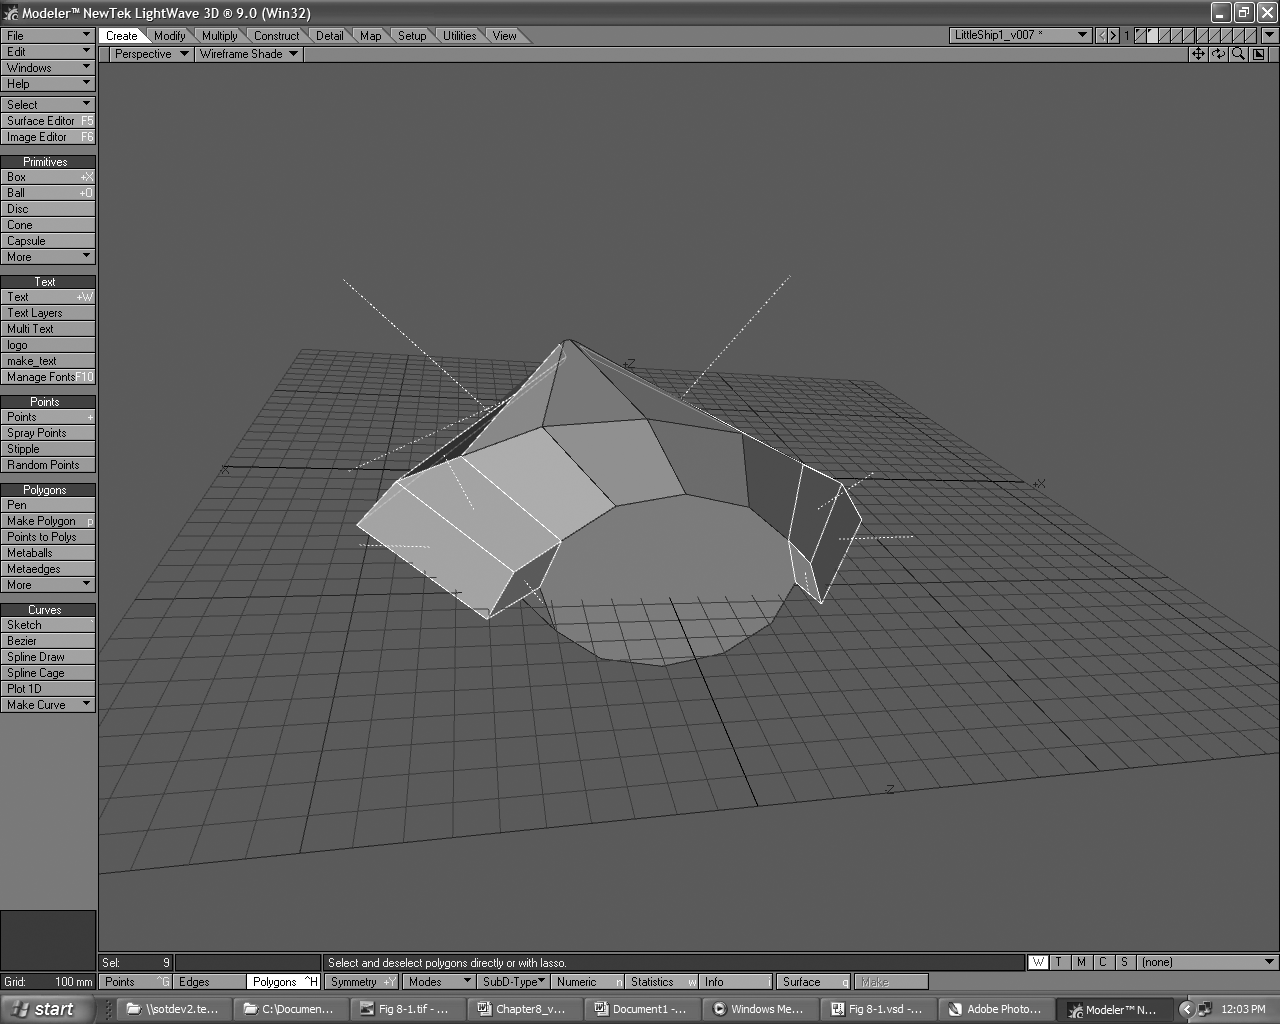 Modeler™ NewTek LightWave 3D ® 9.0 (Win32)
File
Edit
Windows
Help
Select
Surface Editor F5
Image Editor F6
Primitives
Box +X
Ball +O
Disc
Cone
Capsule
More
Text
Text +W
Text Layers
Multi Text
logo
make_text
Manage Fonts F10
Points
Points +
Spray Points
Stipple
Random Points
Polygons
Pen
Make Polygon p
Points to Polys
Metaballs
Metaedges
More
Curves
Sketch
Bezier
Spline Draw
Spline Cage
Plot 1D
Make Curve
Create Modify Multiply Construct Detail Map Setup Utilities View
LittleShip1_v007 * < > 1
Perspective Wireframe Shade
+Z
-X
+X
-Z
Sel: 9 Select and deselect polygons directly or with lasso. W T M C S (none)
Grid: 100 mm Points ^G Edges Polygons ^H Symmetry +Y Modes SubD-Type Numeric n Statistics w Info i Surface q Make
start \\sotdev2.te... C:\Documen... Fig 8-1.tif - ... Chapter8_v... Document1 -... Windows Me... Fig 8-1.vsd -... Adobe Photo... Modeler™ N... 12:03 PM